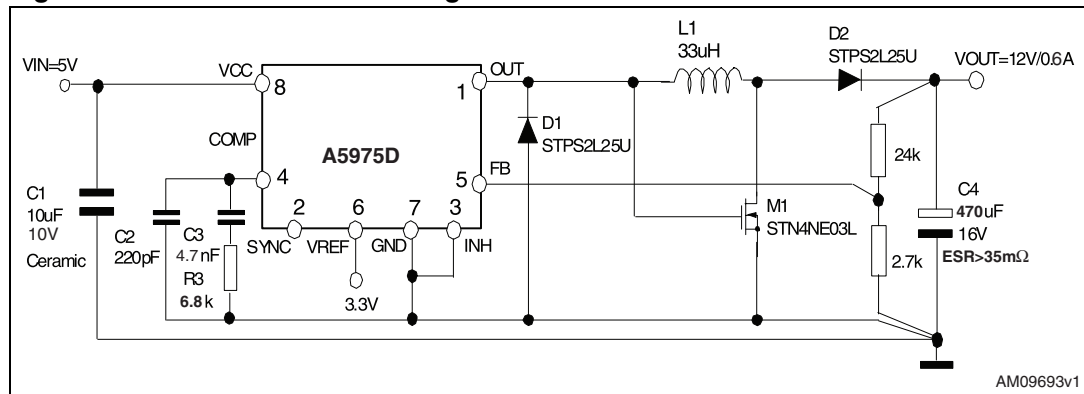 VIN=5V
VCC
8
COMP
4
A5975D
OUT
1
FB
5
2
6
7
3
SYNC
VREF
GND
INH
3.3V
C1
10uF
10V
Ceramic
C2
220pF
C3
4.7nF
R3
6.8k
D1
STPS2L25U
L1
33uH
D2
STPS2L25U
VOUT=12V/0.6A
24k
M1
STN4NE03L
2.7k
C4
470uF
16V
ESR>35mΩ
AM09693v1